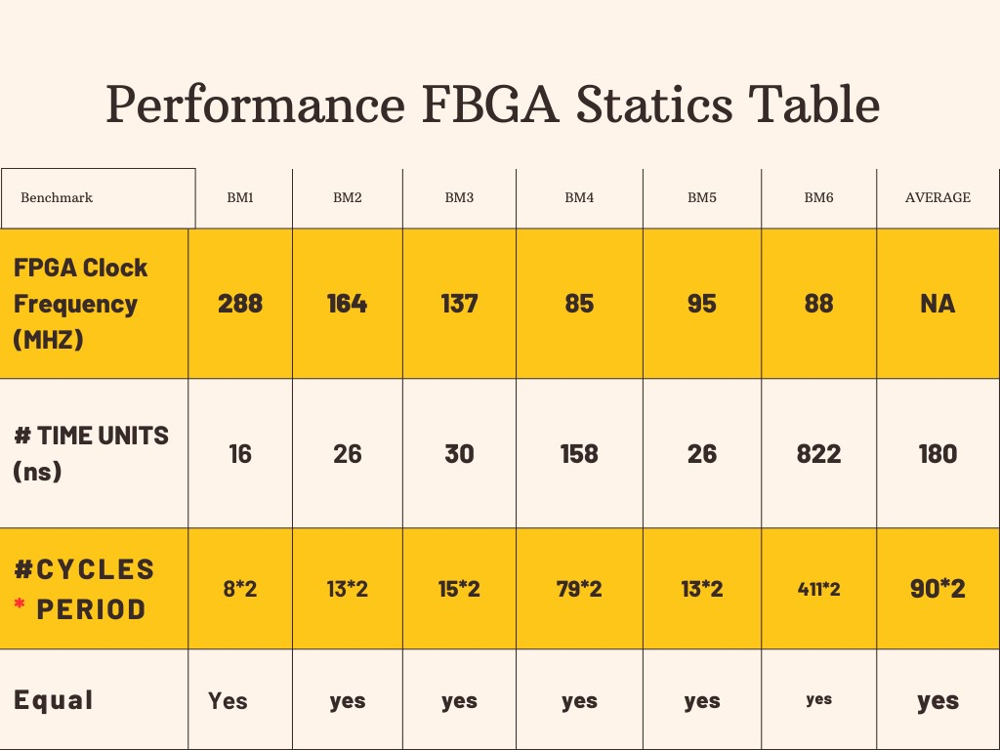 Performance FBGA Statics Table
Benchmark BM1 BM2 BM3 BM4 BM5 BM6 AVERAGE
FPGA Clock
Frequency
(MHZ) 288 164 137 85 95 88 NA
# TIME UNITS
(ns) 16 26 30 158 26 822 180
#CYCLES
* PERIOD 8*2 13*2 15*2 79*2 13*2 411*2 90*2
Equal Yes yes yes yes yes yes yes